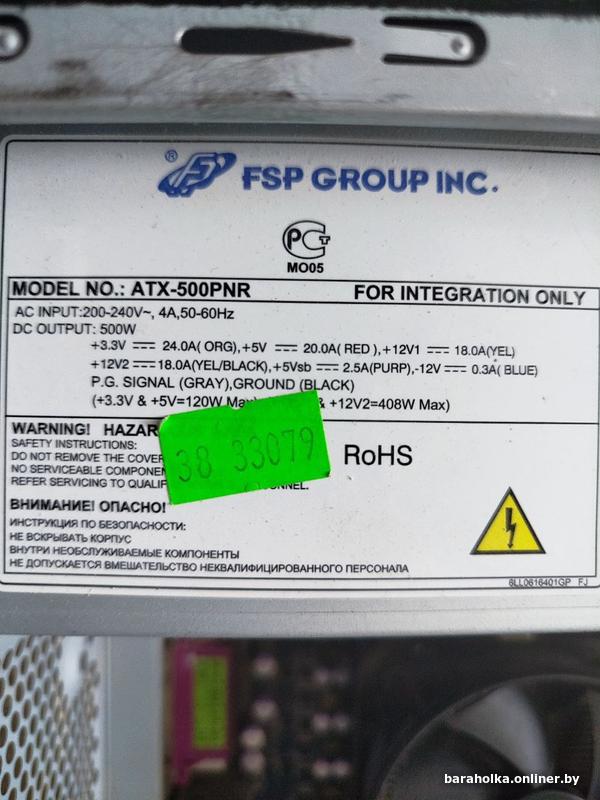 ® FSP GROUP INC.
PCT
MO05
MODEL NO.: ATX-500PNR FOR INTEGRATION ONLY
AC INPUT:200-240V~, 4A,50-60Hz
DC OUTPUT: 500W
+3.3V ⎓ 24.0A( ORG),+5V ⎓ 20.0A( RED ),+12V1 ⎓ 18.0A(YEL)
+12V2 ⎓ 18.0A(YEL/BLACK),+5Vsb ⎓ 2.5A(PURP),-12V ⎓ 0.3A( BLUE)
P.G. SIGNAL (GRAY),GROUND (BLACK)
(+3.3V & +5V=120W Max & +12V2=408W Max)
WARNING! HAZAR
SAFETY INSTRUCTIONS:
DO NOT REMOVE THE COVER
NO SERVICEABLE COMPONEN
REFER SERVICING TO QUALIF
38 33079
RoHS
ВНИМАНИЕ! ОПАСНО!
ИНСТРУКЦИЯ ПО БЕЗОПАСНОСТИ:
НЕ ВСКРЫВАТЬ КОРПУС
ВНУТРИ НЕОБСЛУЖИВАЕМЫЕ КОМПОНЕНТЫ
НЕ ДОПУСКАЕТСЯ ВМЕШАТЕЛЬСТВО НЕКВАЛИФИЦИРОВАННОГО ПЕРСОНАЛА
6LL0616401GP FJ
baraholka.onliner.by